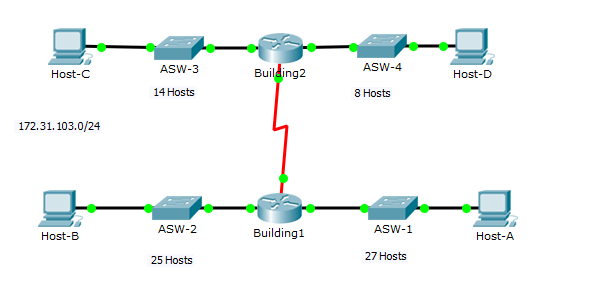 Host-C
ASW-3
Building2
ASW-4
Host-D
14 Hosts
8 Hosts
172.31.103.0/24
Host-B
ASW-2
Building1
ASW-1
Host-A
25 Hosts
27 Hosts